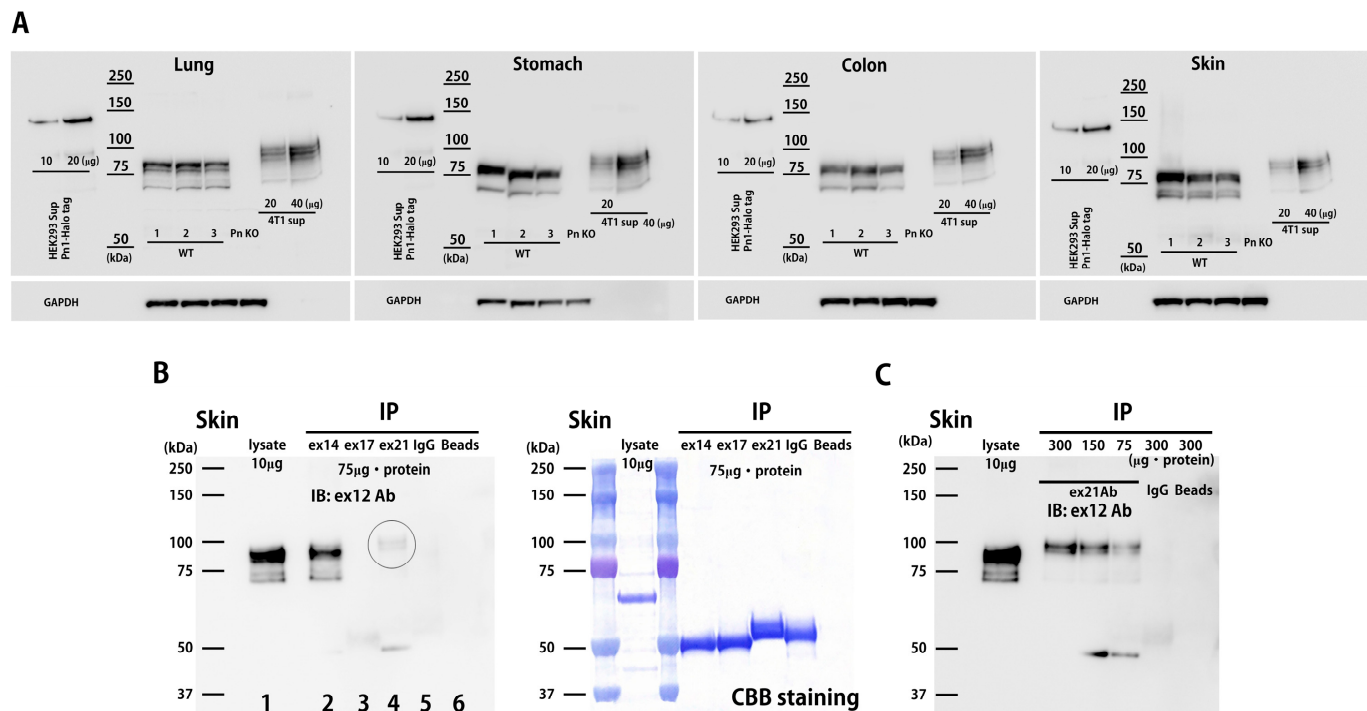 A
Lung
250
150
100
75
50
(kDa)
10 20 (μg)
HEK293 Sup
Pn1-Halo tag
1 2 3 Pn KO
WT
20 40 (μg)
4T1 sup
GAPDH
Stomach
250
150
100
75
50
(kDa)
10 20 (μg)
HEK293 Sup
Pn1-Halo tag
1 2 3 Pn KO
WT
20
4T1 sup 40 (μg)
GAPDH
Colon
250
150
100
75
50
(kDa)
10 20 (μg)
HEK293 Sup
Pn1-Halo tag
1 2 3 Pn KO
WT
20 40 (μg)
4T1 sup
GAPDH
Skin
250
150
100
75
50
(kDa)
10 20 (μg)
HEK293 Sup
Pn1-Halo tag
1 2 3 Pn KO
WT
20 40 (μg)
4T1 sup
GAPDH
B
Skin IP
(kDa) lysate ex14 ex17 ex21 IgG Beads
10μg 75μg・protein
IB: ex12 Ab
250
150
100
75
50
37
1 2 3 4 5 6
Skin IP
(kDa) lysate ex14 ex17 ex21 IgG Beads
10μg 75μg・protein
250
150
100
75
50
37
CBB staining
C
Skin IP
(kDa) lysate 300 150 75 300 300
10μg (μg・protein)
ex21Ab IgG Beads
IB: ex12 Ab
250
150
100
75
50
37